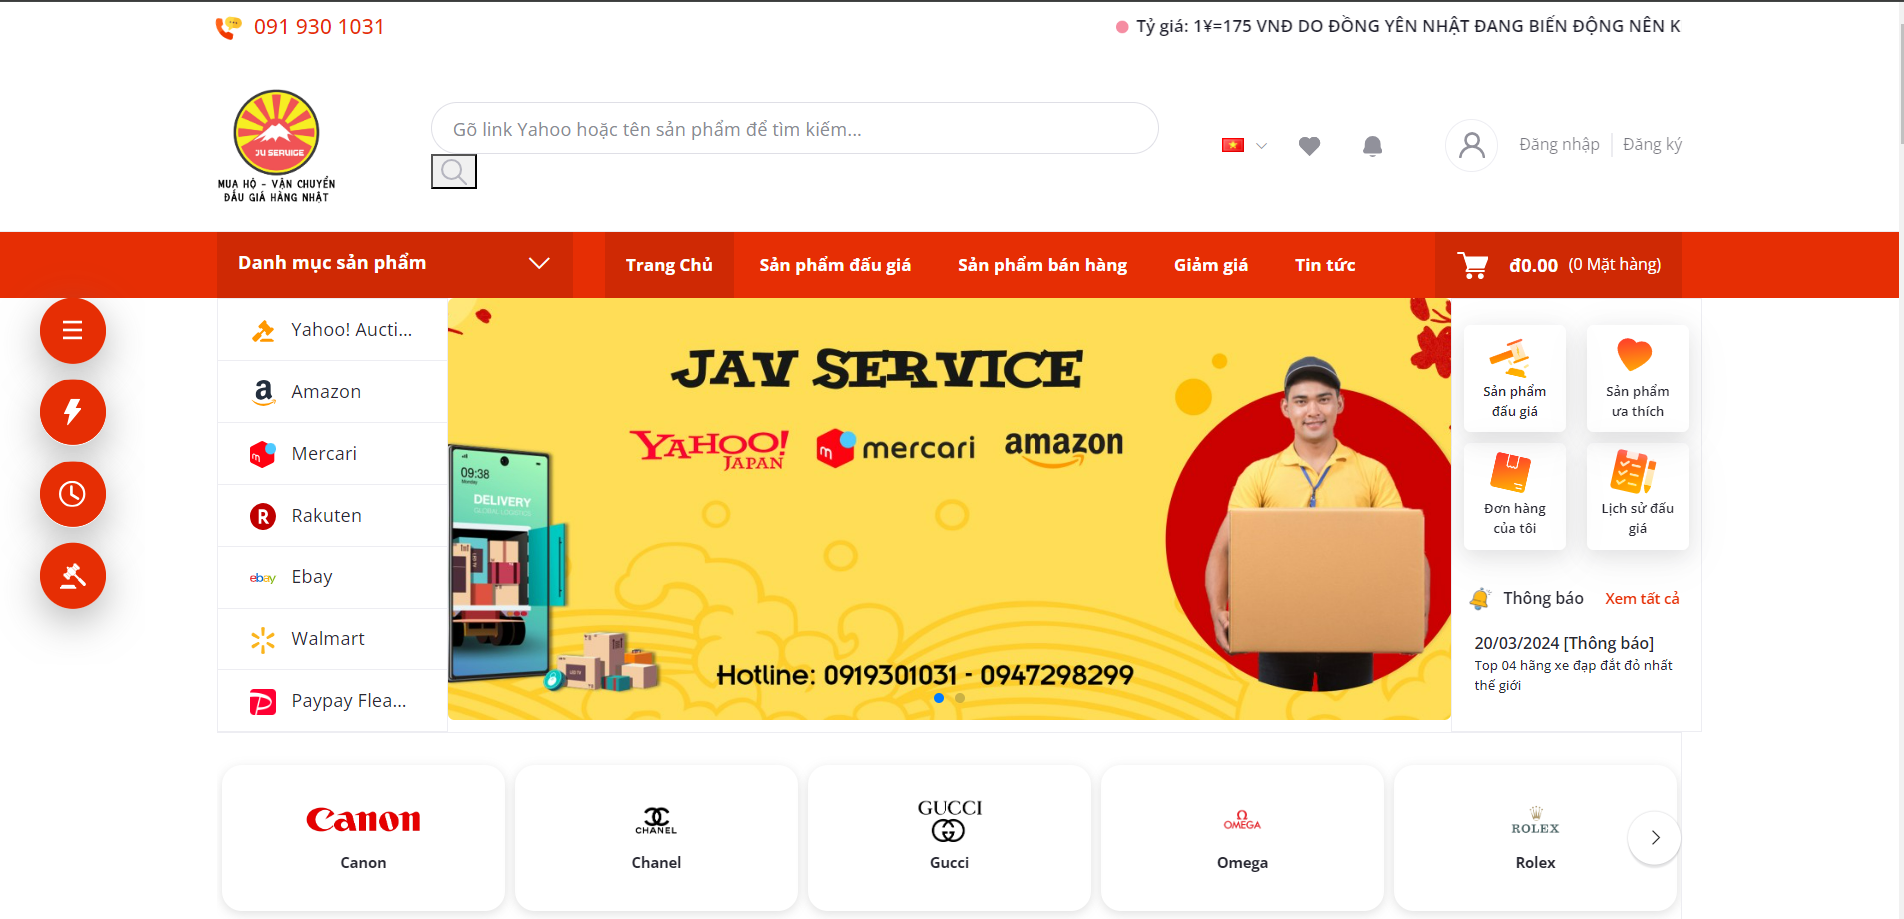 091 930 1031
Tỷ giá: 1¥=175 VNĐ DO ĐỒNG YÊN NHẬT ĐANG BIẾN ĐỘNG NÊN K
JV SERVICE
MUA HỘ - VẬN CHUYỂN
ĐẤU GIÁ HÀNG NHẬT
Gõ link Yahoo hoặc tên sản phẩm để tìm kiếm...
Đăng nhập
Đăng ký
Danh mục sản phẩm
Trang Chủ
Sản phẩm đấu giá
Sản phẩm bán hàng
Giảm giá
Tin tức
đ0.00 (0 Mặt hàng)
Yahoo! Aucti...
Amazon
Mercari
Rakuten
Ebay
Walmart
Paypay Flea...
JAV SERVICE
YAHOO!
JAPAN
mercari
amazon
09:38
Monday
DELIVERY
GLOBAL LOGISTICS
Hotline: 0919301031 - 0947298299
Sản phẩm
đấu giá
Sản phẩm
ưa thích
Đơn hàng
của tôi
Lịch sử đấu
giá
Thông báo
Xem tất cả
20/03/2024 [Thông báo]
Top 04 hãng xe đạp đắt đỏ nhất
thế giới
Canon
Canon
CHANEL
Chanel
GUCCI
Gucci
OMEGA
Omega
ROLEX
Rolex